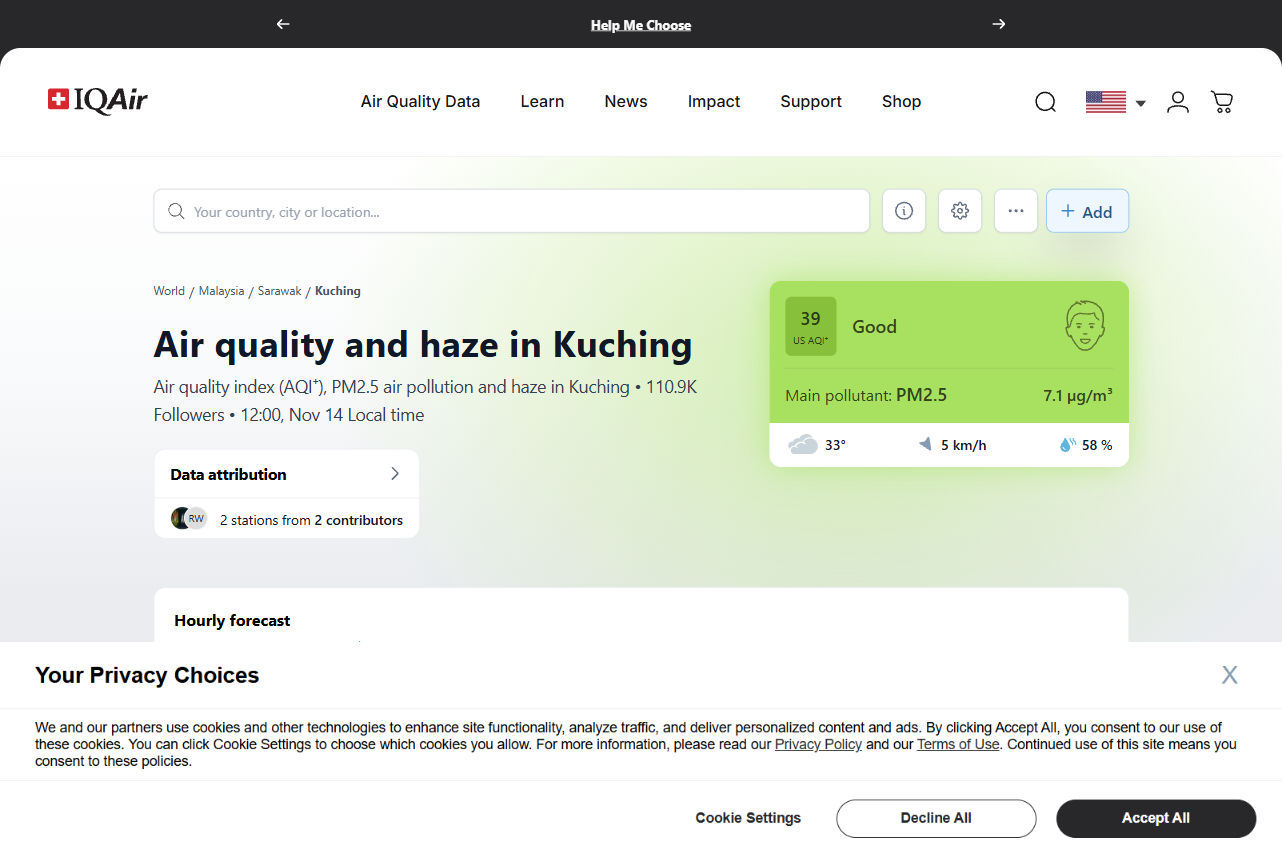 Help Me Choose
IQAir
Air Quality Data
Learn
News
Impact
Support
Shop
Your country, city or location...
+ Add
World / Malaysia / Sarawak / Kuching
Air quality and haze in Kuching
Air quality index (AQI⁺), PM2.5 air pollution and haze in Kuching • 110.9K
Followers • 12:00, Nov 14 Local time
39
US AQI⁺
Good
Main pollutant: PM2.5
7.1 µg/m³
33°
5 km/h
58 %
Data attribution
RW
2 stations from 2 contributors
Hourly forecast
Your Privacy Choices
X
We and our partners use cookies and other technologies to enhance site functionality, analyze traffic, and deliver personalized content and ads. By clicking Accept All, you consent to our use of
these cookies. You can click Cookie Settings to choose which cookies you allow. For more information, please read our Privacy Policy and our Terms of Use. Continued use of this site means you
consent to these policies.
Cookie Settings
Decline All
Accept All